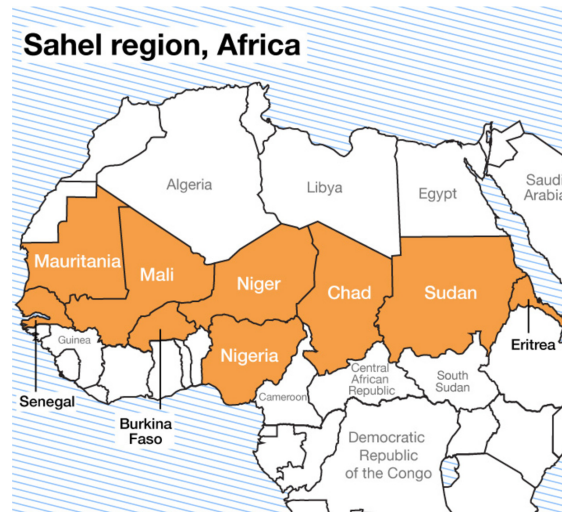 Sahel region, Africa
Algeria
Libya
Egypt
Saudi
Arabia
Mauritania
Mali
Niger
Chad
Sudan
Eritrea
Nigeria
Guinea
Senegal
Burkina
Faso
Cameroon
Central
African
Republic
South
Sudan
Democratic
Republic
of the Congo